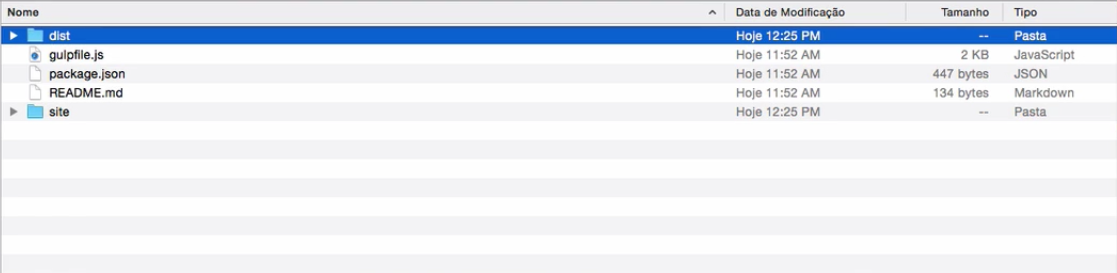 Nome Data de Modificação Tamanho Tipo
dist Hoje 12:25 PM -- Pasta
gulpfile.js Hoje 11:52 AM 2 KB JavaScript
package.json Hoje 11:52 AM 447 bytes JSON
README.md Hoje 11:52 AM 134 bytes Markdown
site Hoje 12:25 PM -- Pasta